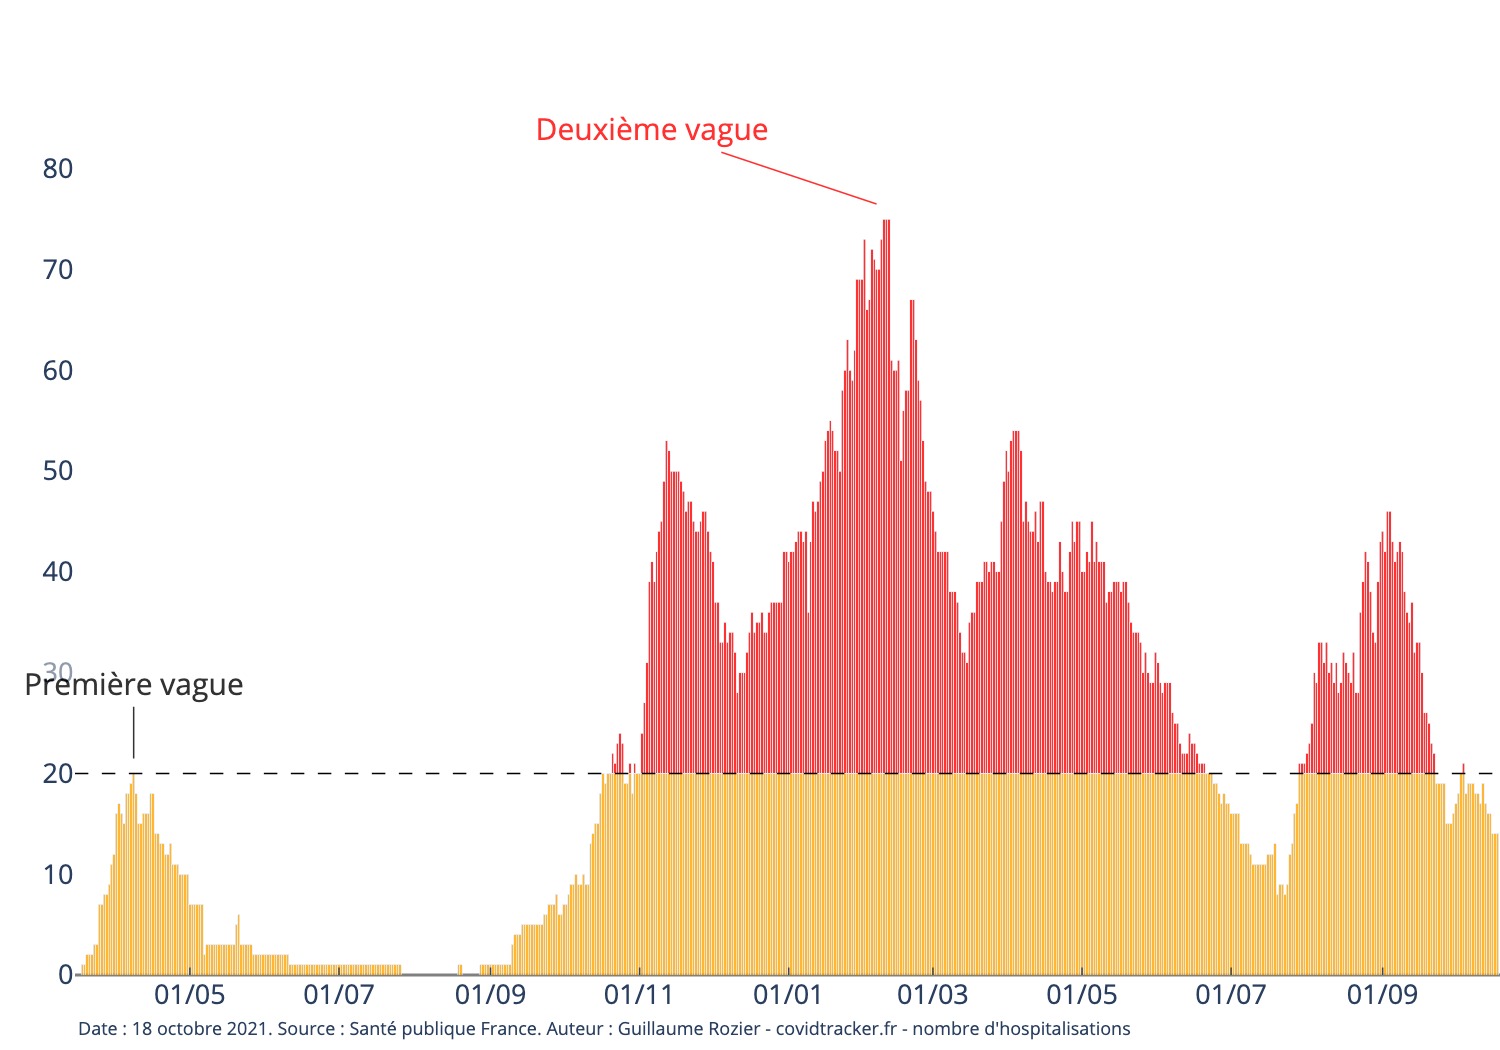 Deuxième vague
80
70
60
50
40
30
Première vague
20
10
0
01/05 01/07 01/09 01/11 01/01 01/03 01/05 01/07 01/09
Date : 18 octobre 2021. Source : Santé publique France. Auteur : Guillaume Rozier - covidtracker.fr - nombre d'hospitalisations